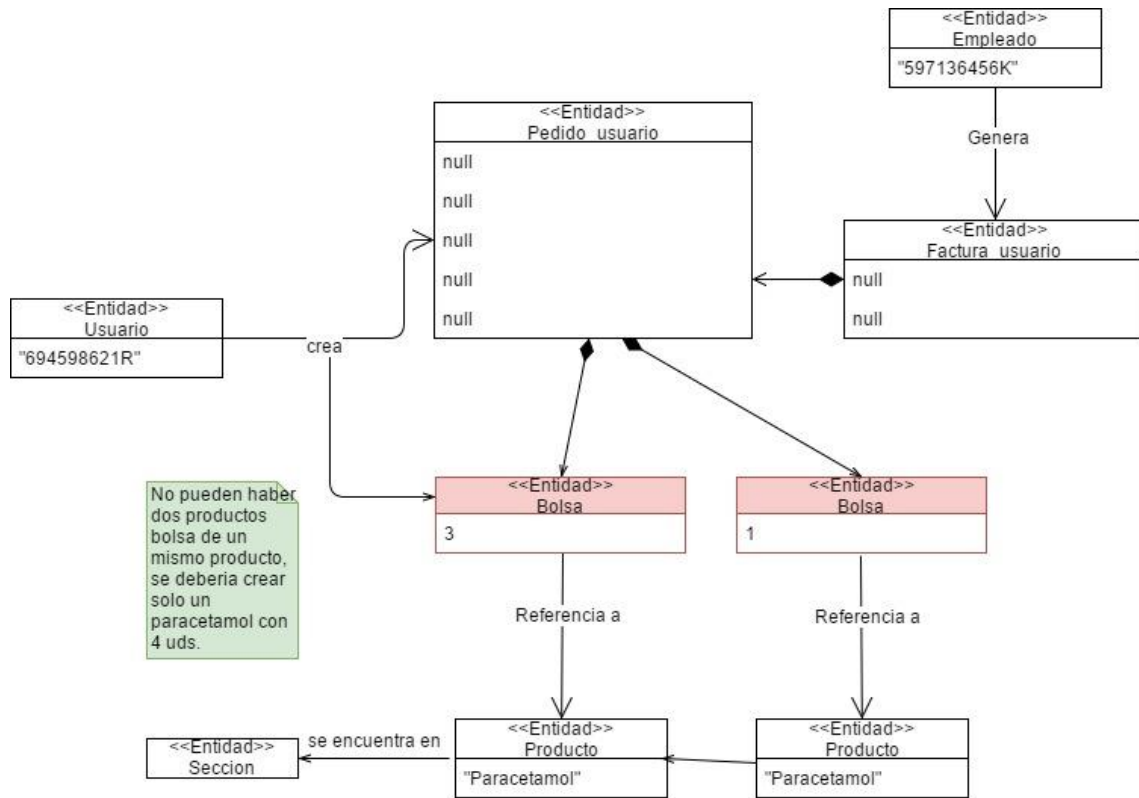 <<Entidad>>
Empleado
"597136456K"
Genera
<<Entidad>>
Pedido_usuario
null
null
null
null
null
<<Entidad>>
Factura_usuario
null
null
<<Entidad>>
Usuario
"694598621R"
crea
No pueden haber
dos productos
bolsa de un
mismo producto,
se deberia crear
solo un
paracetamol con
4 uds.
<<Entidad>>
Bolsa
3
<<Entidad>>
Bolsa
1
Referencia a
Referencia a
<<Entidad>>
Seccion
se encuentra en
<<Entidad>>
Producto
"Paracetamol"
<<Entidad>>
Producto
"Paracetamol"